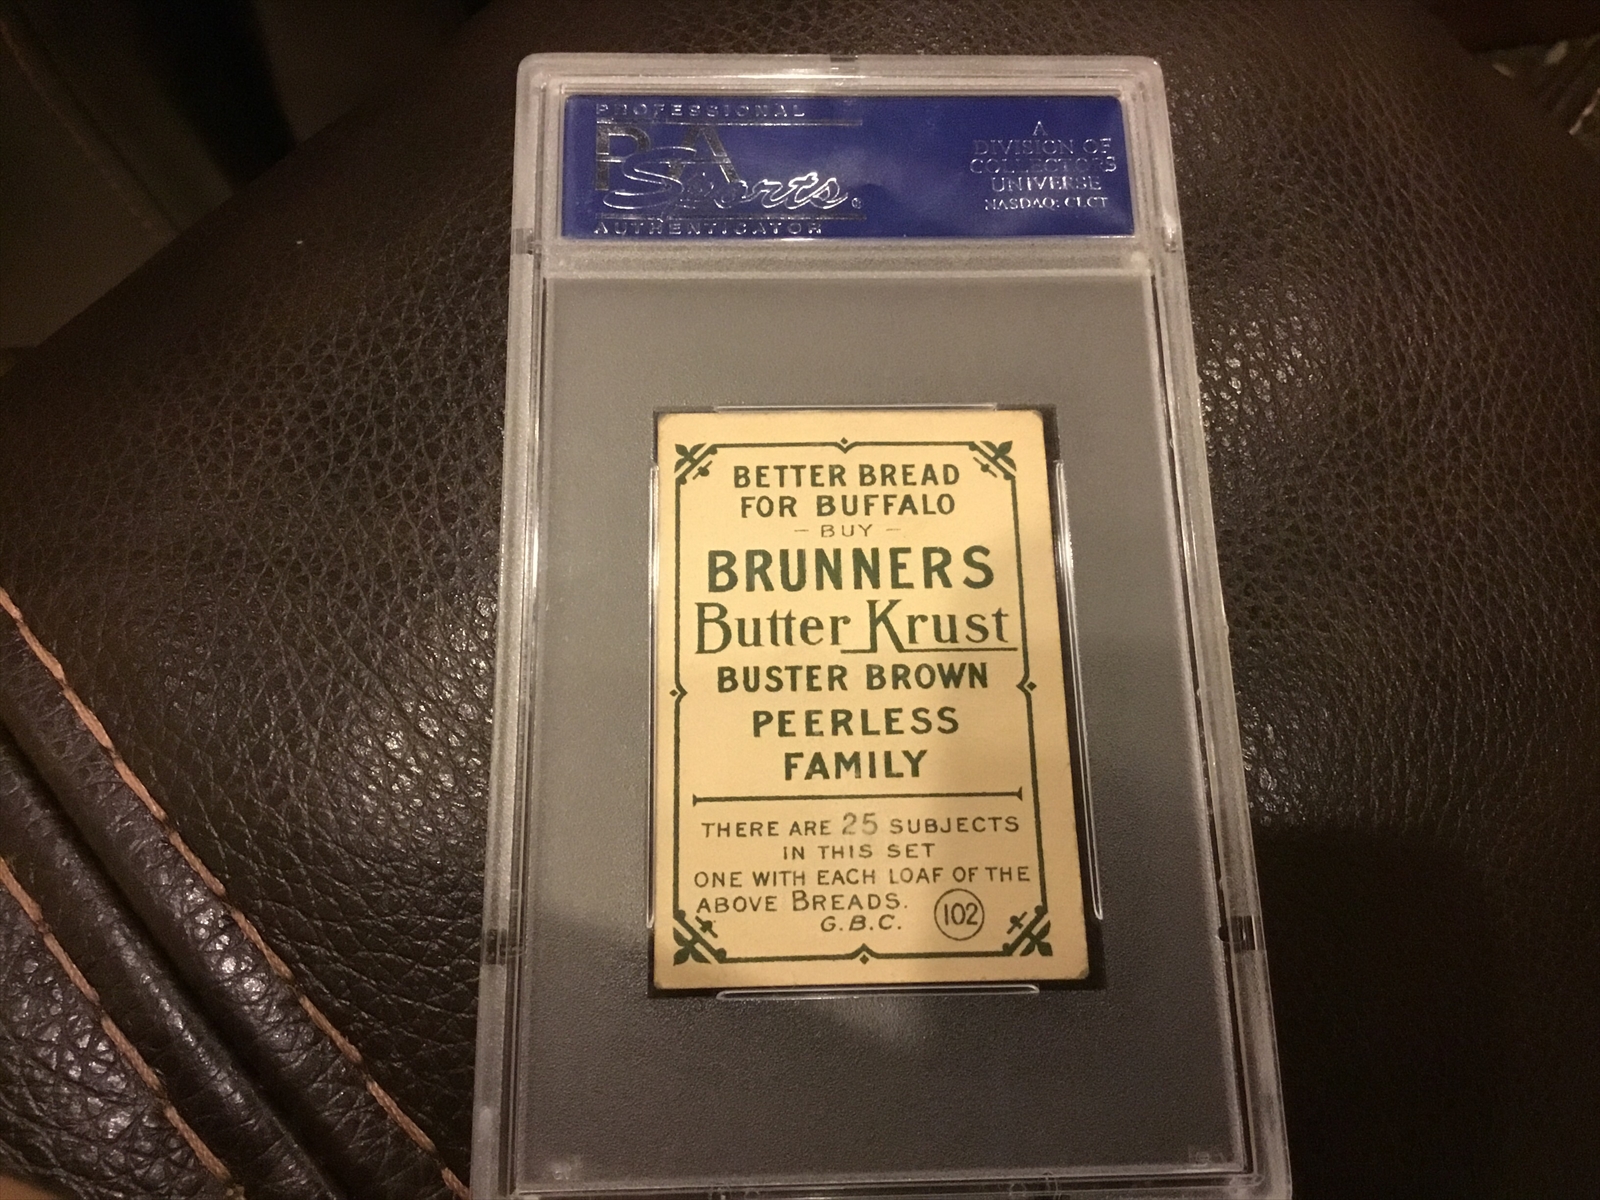 PROFESSIONAL
PSA
Sports®
AUTHENTICATOR
A
DIVISION OF
COLLECTORS
UNIVERSE
NASDAQ: CLCT
BETTER BREAD
FOR BUFFALO
– BUY –
BRUNNERS
Butter Krust
BUSTER BROWN
PEERLESS
FAMILY
THERE ARE 25 SUBJECTS
IN THIS SET
ONE WITH EACH LOAF OF THE
ABOVE BREADS.
G.B.C. 102